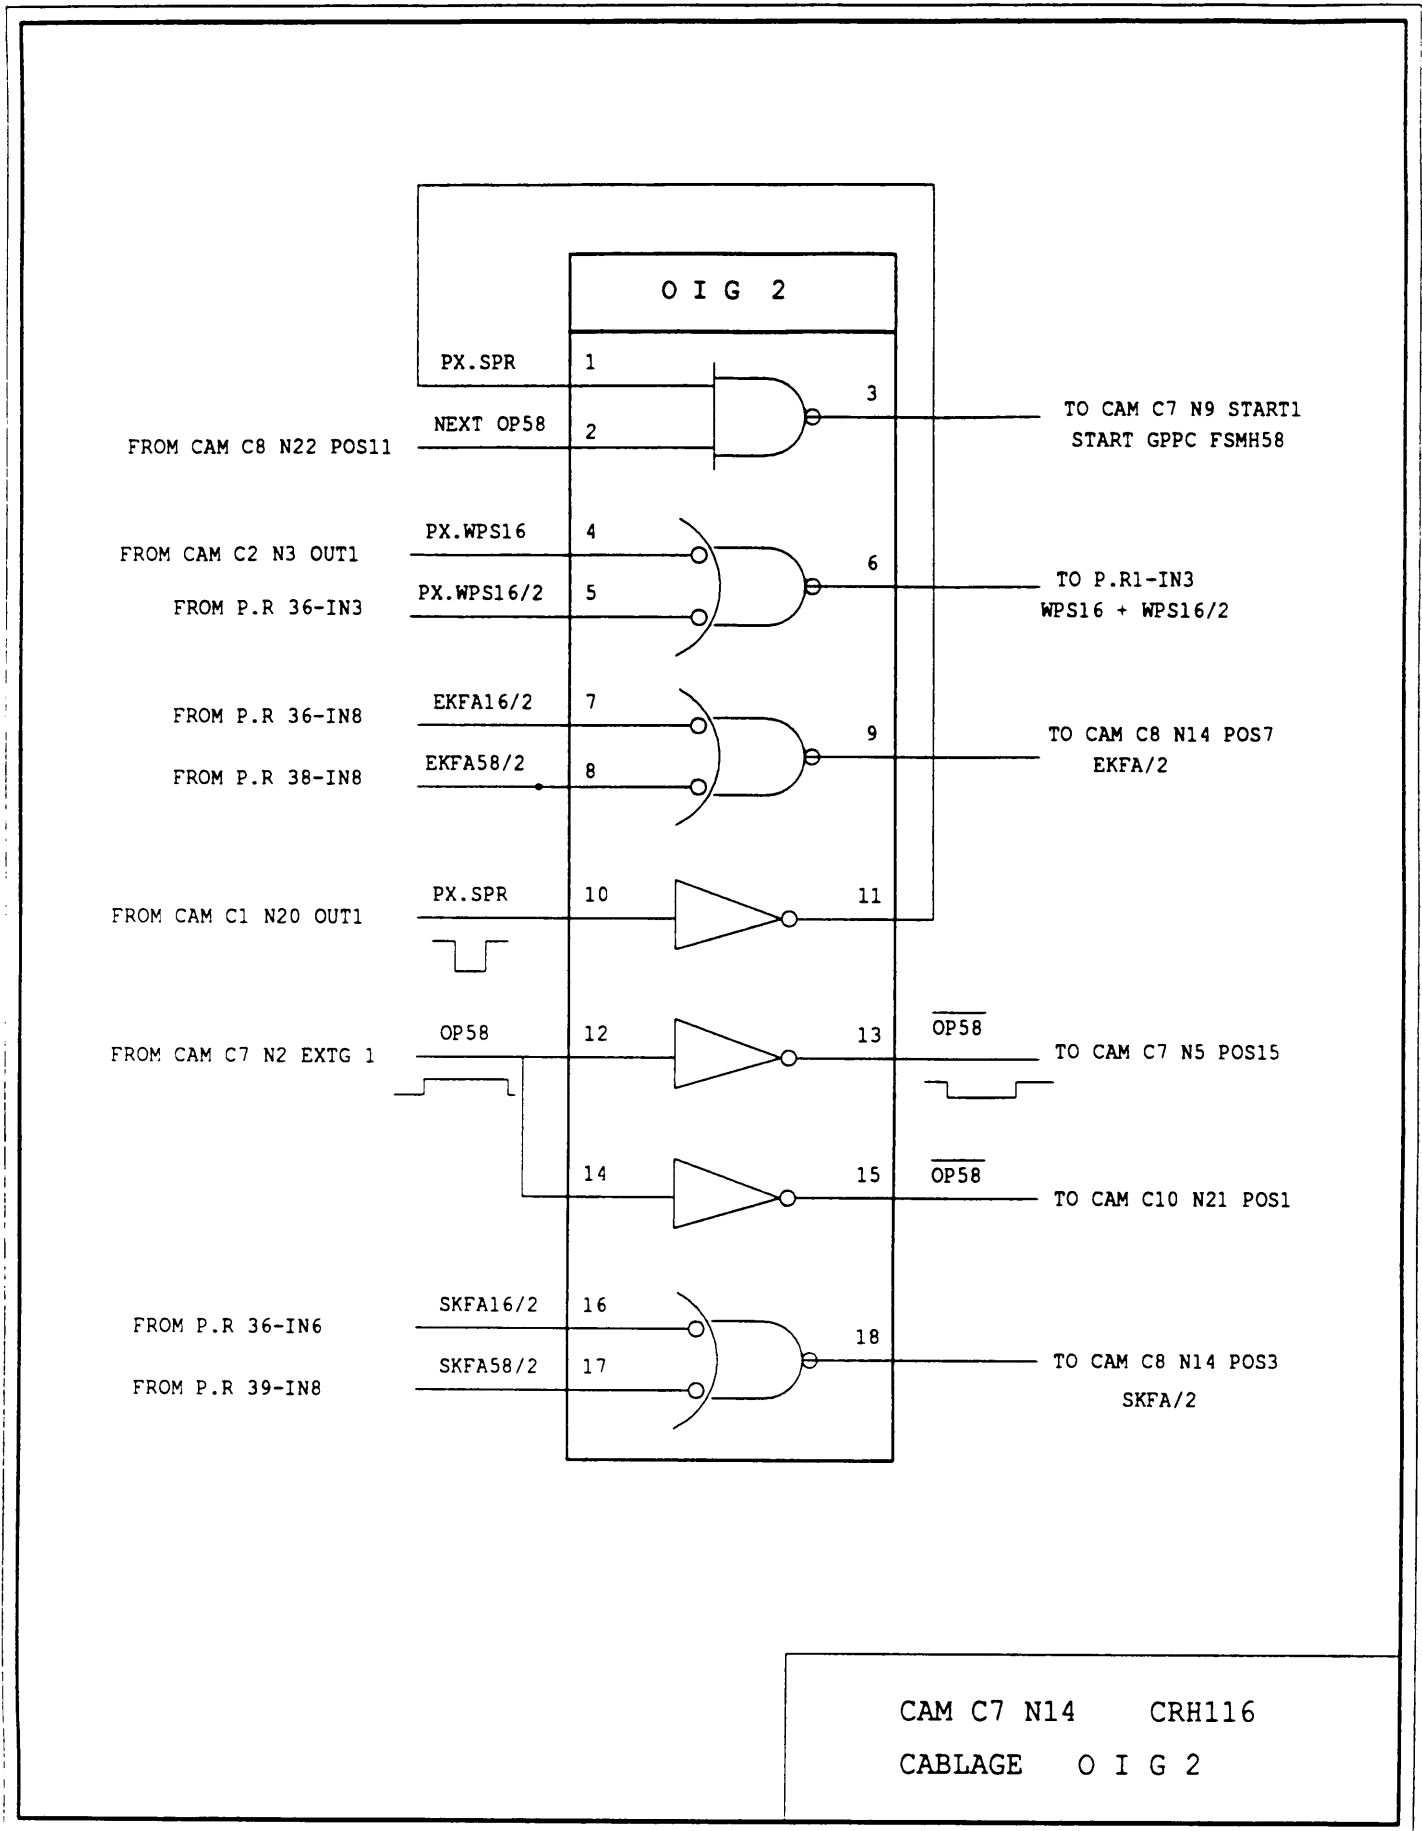 O I G 2
PX.SPR 1
3
TO CAM C7 N9 START1
START GPPC FSMH58
NEXT OP58 2
FROM CAM C8 N22 POS11
PX.WPS16 4
FROM CAM C2 N3 OUT1
6
TO P.R1-IN3
WPS16 + WPS16/2
PX.WPS16/2 5
FROM P.R 36-IN3
EKFA16/2 7
FROM P.R 36-IN8
9
TO CAM C8 N14 POS7
EKFA/2
EKFA58/2 8
FROM P.R 38-IN8
PX.SPR 10 11
FROM CAM C1 N20 OUT1
OP58 12 13 OP58
FROM CAM C7 N2 EXTG 1
TO CAM C7 N5 POS15
14 15 OP58
TO CAM C10 N21 POS1
SKFA16/2 16
FROM P.R 36-IN6
18
TO CAM C8 N14 POS3
SKFA/2
SKFA58/2 17
FROM P.R 39-IN8
CAM C7 N14 CRH116
CABLAGE O I G 2